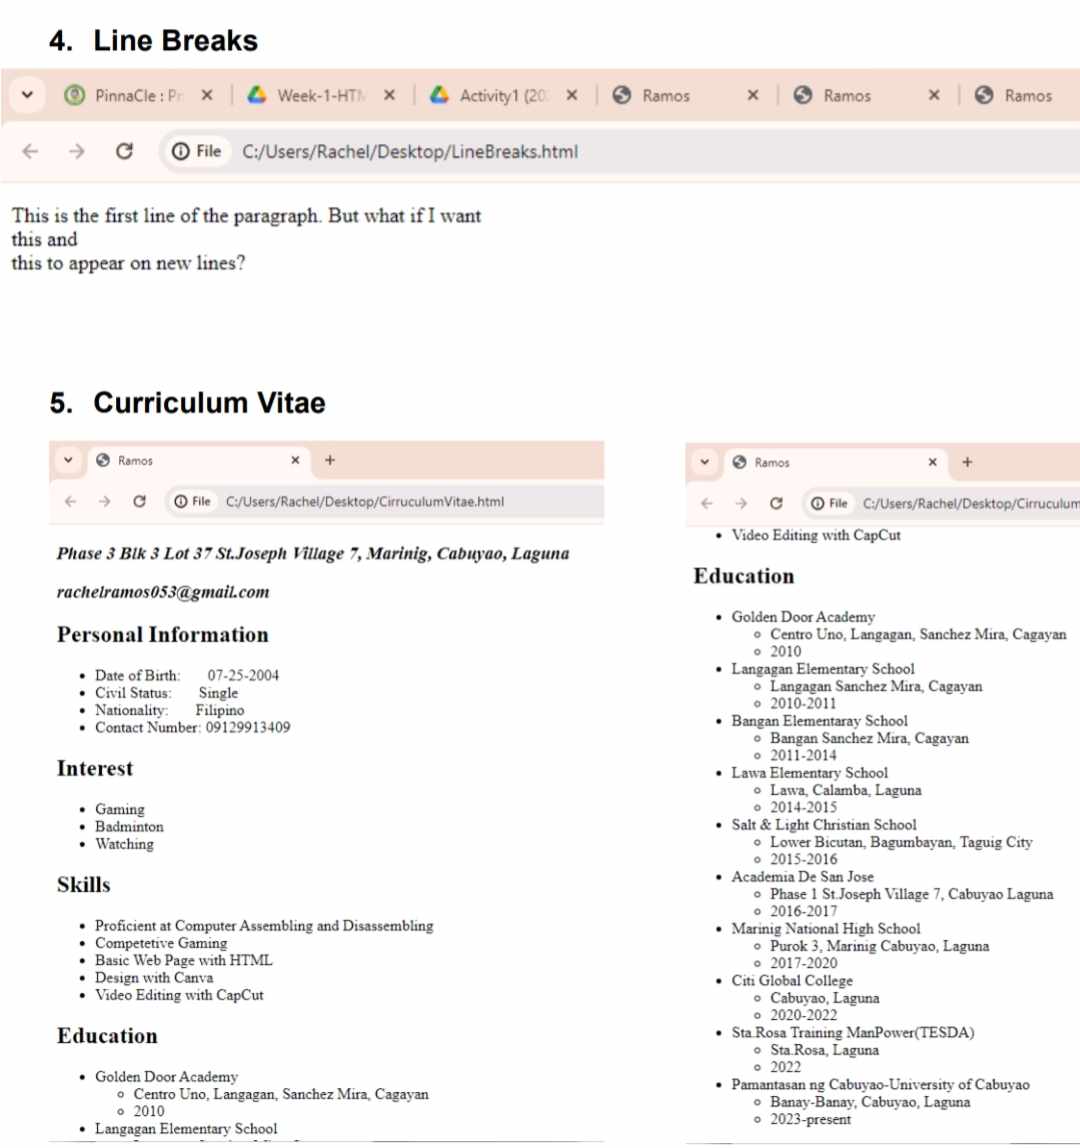 4. Line Breaks
PinnaCle : Pr
Week-1-HTM
Activity1 (20
Ramos
Ramos
Ramos
File C:/Users/Rachel/Desktop/LineBreaks.html
This is the first line of the paragraph. But what if I want
this and
this to appear on new lines?
5. Curriculum Vitae
Ramos
File C:/Users/Rachel/Desktop/CirruculumVitae.html
Phase 3 Blk 3 Lot 37 St.Joseph Village 7, Marinig, Cabuyao, Laguna
rachelramos053@gmail.com
Personal Information
• Date of Birth: 07-25-2004
• Civil Status: Single
• Nationality: Filipino
• Contact Number: 09129913409
Interest
• Gaming
• Badminton
• Watching
Skills
• Proficient at Computer Assembling and Disassembling
• Competetive Gaming
• Basic Web Page with HTML
• Design with Canva
• Video Editing with CapCut
Education
• Golden Door Academy
○ Centro Uno, Langagan, Sanchez Mira, Cagayan
○ 2010
• Langagan Elementary School
Ramos
File C:/Users/Rachel/Desktop/Cirruculum
• Video Editing with CapCut
Education
• Golden Door Academy
○ Centro Uno, Langagan, Sanchez Mira, Cagayan
○ 2010
• Langagan Elementary School
○ Langagan Sanchez Mira, Cagayan
○ 2010-2011
• Bangan Elementaray School
○ Bangan Sanchez Mira, Cagayan
○ 2011-2014
• Lawa Elementary School
○ Lawa, Calamba, Laguna
○ 2014-2015
• Salt & Light Christian School
○ Lower Bicutan, Bagumbayan, Taguig City
○ 2015-2016
• Academia De San Jose
○ Phase 1 St.Joseph Village 7, Cabuyao Laguna
○ 2016-2017
• Marinig National High School
○ Purok 3, Marinig Cabuyao, Laguna
○ 2017-2020
• Citi Global College
○ Cabuyao, Laguna
○ 2020-2022
• Sta.Rosa Training ManPower(TESDA)
○ Sta.Rosa, Laguna
○ 2022
• Pamantasan ng Cabuyao-University of Cabuyao
○ Banay-Banay, Cabuyao, Laguna
○ 2023-present